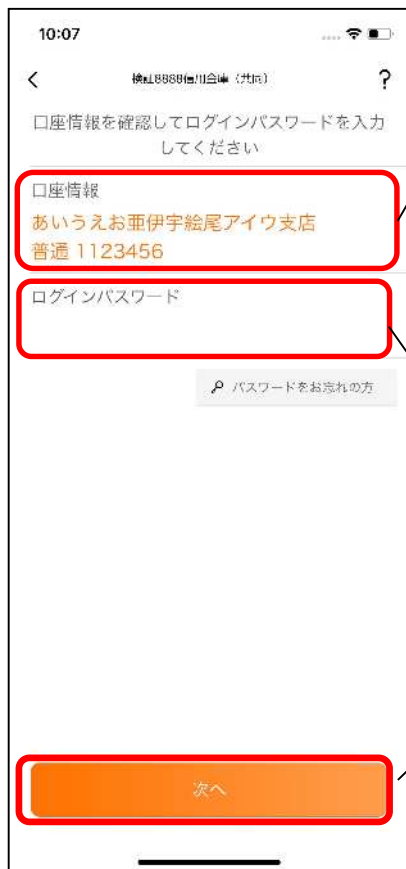 10:07
検証8888信用金庫（共同）
?
口座情報を確認してログインパスワードを入力
してください
口座情報
あいうえお亜伊宇絵尾アイウ支店
普通 1123456
ログインパスワード
パスワードをお忘れの方
次へ